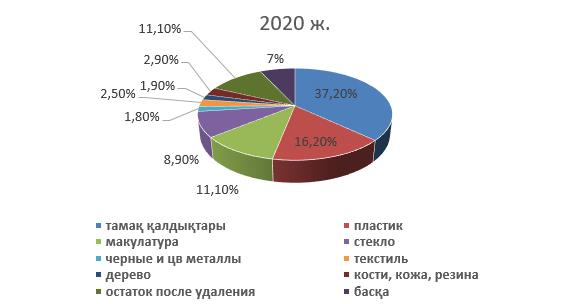 2020 ж.
11,10%
7%
2,90%
37,20%
1,90%
2,50%
1,80%
16,20%
8,90%
11,10%
тамақ қалдықтары
пластик
макулатура
стекло
черные и цв металлы
текстиль
дерево
кости, кожа, резина
остаток после удаления
басқа